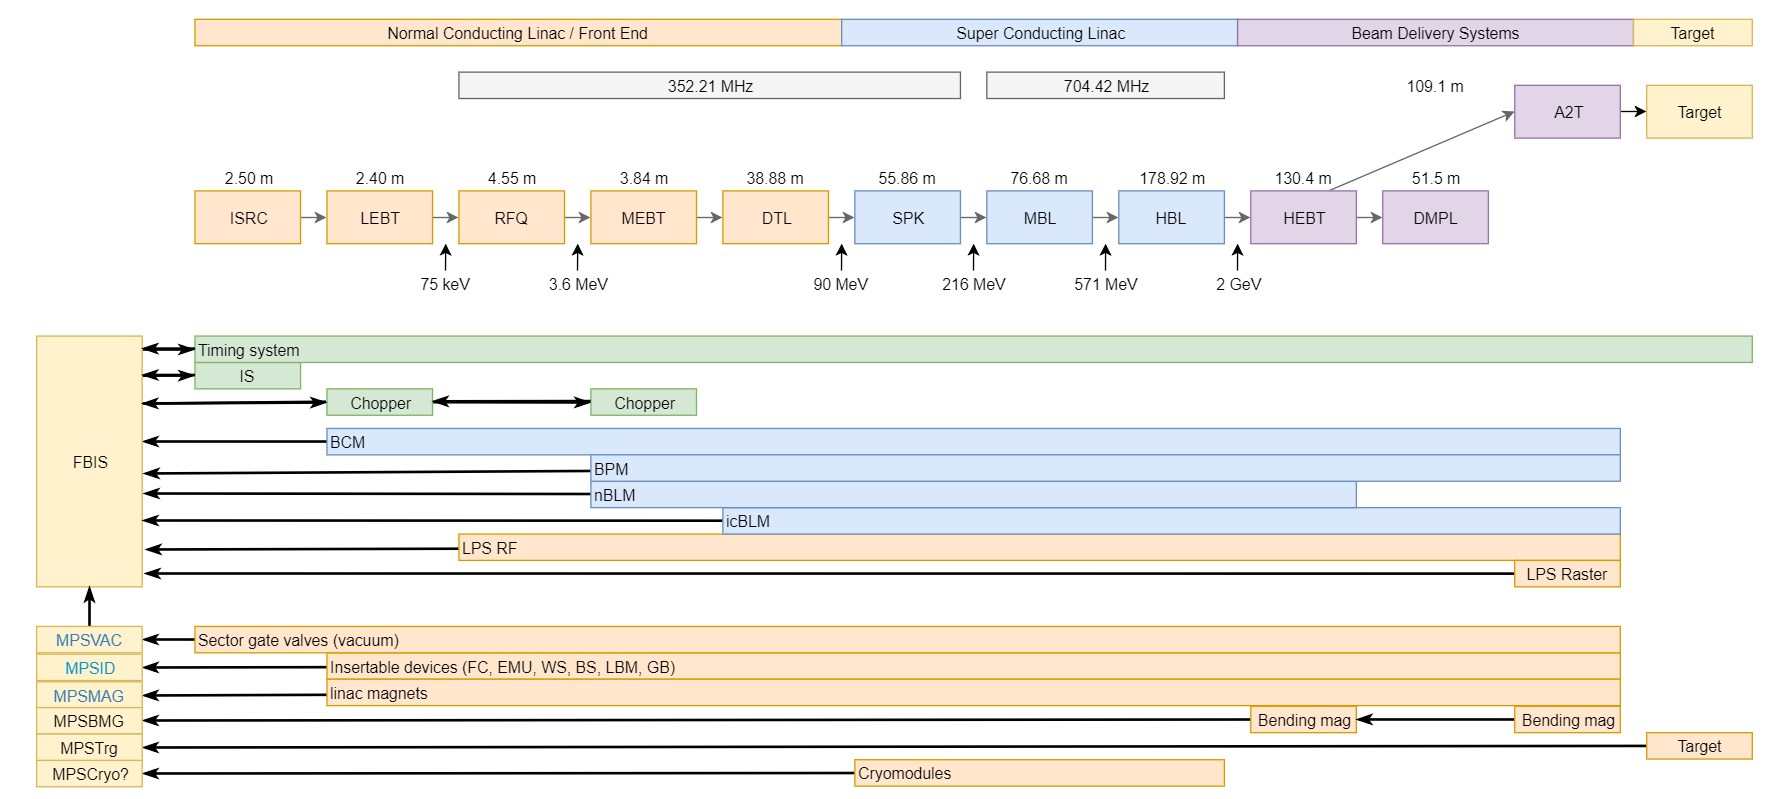 Normal Conducting Linac / Front End
Super Conducting Linac
Beam Delivery Systems
Target
352.21 MHz
704.42 MHz
109.1 m
A2T
Target
2.50 m
2.40 m
4.55 m
3.84 m
38.88 m
55.86 m
76.68 m
178.92 m
130.4 m
51.5 m
ISRC
LEBT
RFQ
MEBT
DTL
SPK
MBL
HBL
HEBT
DMPL
75 keV
3.6 MeV
90 MeV
216 MeV
571 MeV
2 GeV
Timing system
IS
Chopper
Chopper
BCM
FBIS
BPM
nBLM
icBLM
LPS RF
LPS Raster
MPSVAC
Sector gate valves (vacuum)
MPSID
Insertable devices (FC, EMU, WS, BS, LBM, GB)
MPSMAG
linac magnets
MPSBMG
Bending mag
Bending mag
MPSTrg
Target
MPSCryo?
Cryomodules